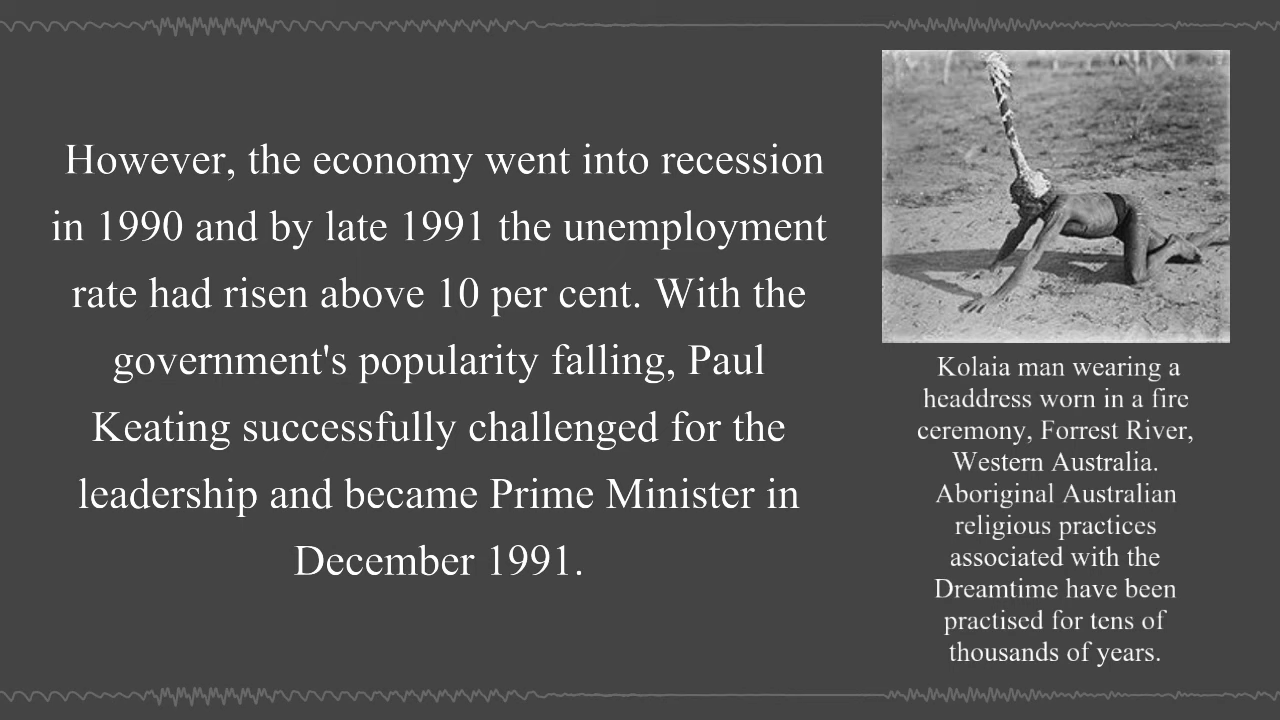 However, the economy went into recession
in 1990 and by late 1991 the unemployment
rate had risen above 10 per cent. With the
government's popularity falling, Paul
Keating successfully challenged for the
leadership and became Prime Minister in
December 1991.
Kolaia man wearing a
headdress worn in a fire
ceremony, Forrest River,
Western Australia.
Aboriginal Australian
religious practices
associated with the
Dreamtime have been
practised for tens of
thousands of years.